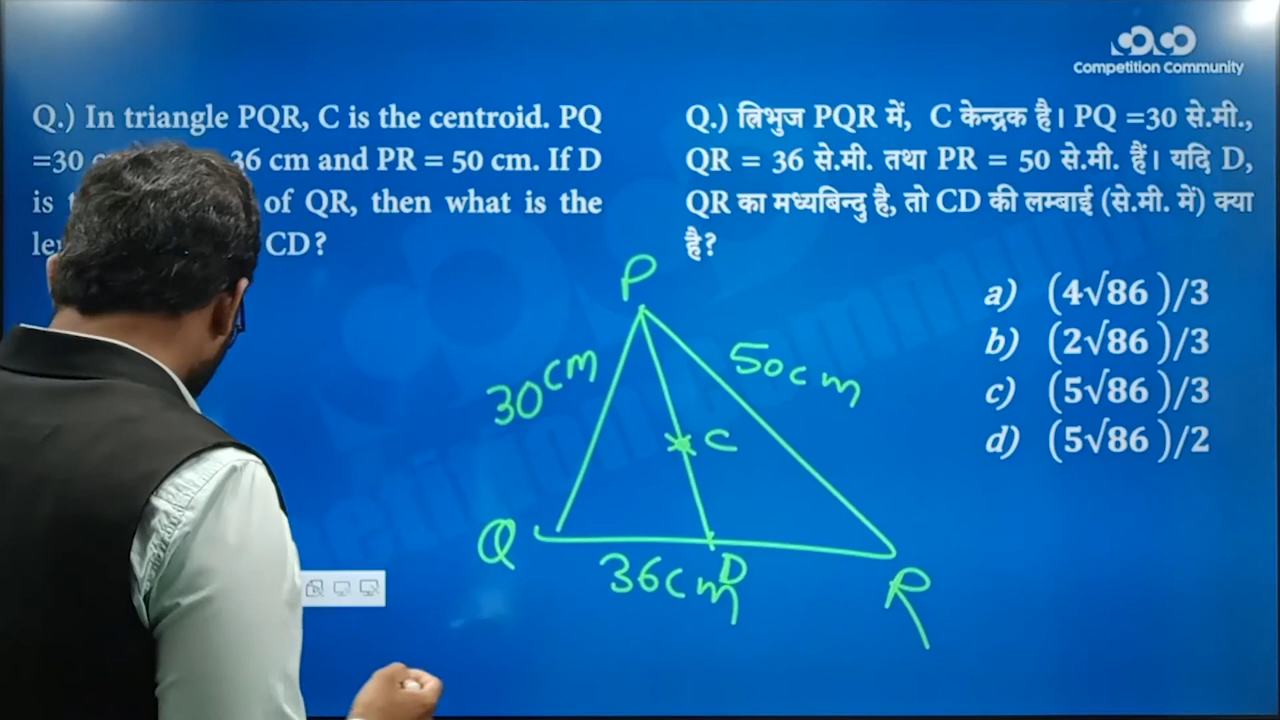 Competition Community
Q.) In triangle PQR, C is the centroid. PQ
=30 36 cm and PR = 50 cm. If D
is of QR, then what is the
CD?
Q.) त्रिभुज PQR में, C केन्द्रक है। PQ =30 से.मी.,
QR = 36 से.मी. तथा PR = 50 से.मी. हैं। यदि D,
QR का मध्यबिन्दु है, तो CD की लम्बाई (से.मी. में) क्या
है?
a) (4√86 )/3
b) (2√86 )/3
c) (5√86 )/3
d) (5√86 )/2
P
30cm
50cm
C
Q
36cm
D
R